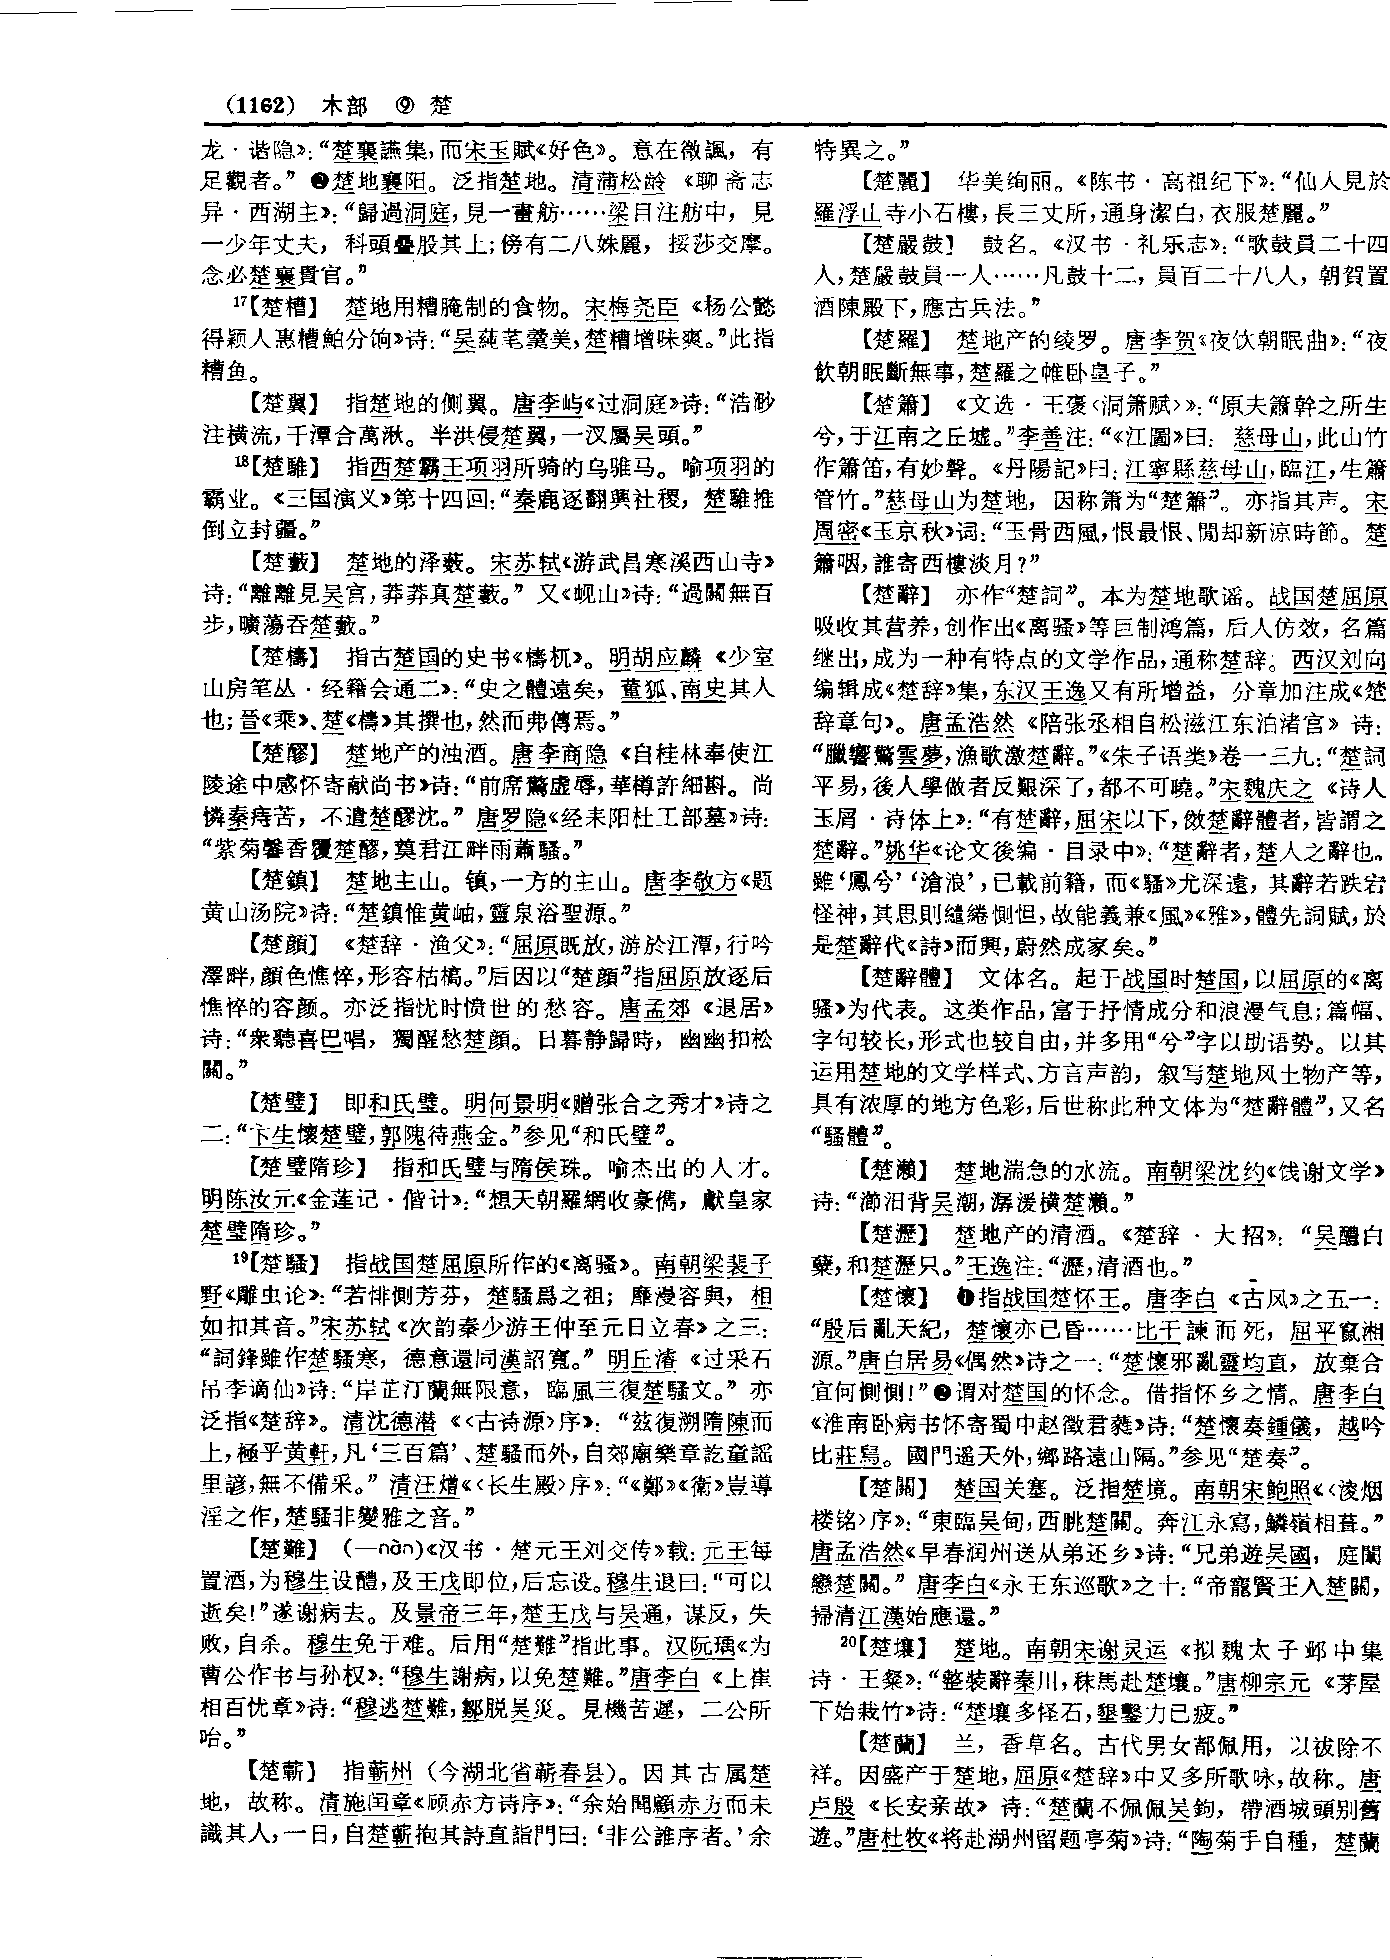 (1162) 木部 ⑨ 楚
龙·谐隐》：“楚襄讌集，而宋玉賦《好色》。意在微諷，有
足觀者。”❷楚地襄阳。泛指楚地。清蒲松龄《聊斋志
异·西湖主》：“歸過洞庭，見一畫舫……梁目注舫中，見
一少年丈夫，科頭疊股其上；傍有二八姝麗，挼莎交摩。
念必楚襄貴官。”
17【楚糟】 楚地用糟腌制的食物。宋梅尧臣《杨公懿
得颖人惠糟鲌分饷》诗：“吴蒓芼羹美，楚糟增味爽。”此指
糟鱼。
【楚翼】 指楚地的侧翼。唐李屿《过洞庭》诗：“浩矽
注横流，千潭合萬湫。半洪侵楚翼，一汊屬吴頭。”
18【楚騅】 指西楚霸王项羽所骑的乌骓马。喻项羽的
霸业。《三国演义》第十四回：“秦鹿逐翻興社稷，楚騅推
倒立封疆。”
【楚藪】 楚地的泽薮。宋苏轼《游武昌寒溪西山寺》
诗：“離離見吴宫，莽莽真楚藪。”又《岘山》诗：“過關無百
步，曠蕩吞楚藪。”
【楚檮】 指古楚国的史书《檮杌》。明胡应麟《少室
山房笔丛·经籍会通二》：“史之體遠矣，董狐、南史其人
也；晉《乘》、楚《檮》其撰也，然而弗傳焉。”
【楚醪】 楚地产的浊酒。唐李商隐《自桂林奉使江
陵途中感怀寄献尚书》诗：“前席驚虚辱，華樽許細斟。尚
憐秦痔苦，不遣楚醪沈。”唐罗隐《经耒阳杜工部墓》诗：
“紫菊馨香覆楚醪，奠君江畔雨蕭騷。”
【楚鎮】 楚地主山。镇，一方的主山。唐李敬方《题
黄山汤院》诗：“楚鎮惟黄岫，靈泉浴聖源。”
【楚顔】 《楚辞·渔父》：“屈原既放，游於江潭，行吟
澤畔，顔色憔悴，形容枯槁。”后因以“楚顔”指屈原放逐后
憔悴的容颜。亦泛指忧时愤世的愁容。唐孟郊《退居》
诗：“衆聽喜巴唱，獨醒愁楚顔。日暮静歸時，幽幽扣松
關。”
【楚璧】 即和氏璧。明何景明《赠张合之秀才》诗之
二：“卞生懷楚璧，郭隗待燕金。”参见“和氏璧”。
【楚璧隋珍】 指和氏璧与隋侯珠。喻杰出的人才。
明陈汝元《金莲记·偕计》：“想天朝羅網收豪儁，獻皇家
楚璧隋珍。”
19【楚騷】 指战国楚屈原所作的《离骚》。南朝梁裴子
野《雕虫论》：“若悱惻芳芬，楚騷爲之祖；靡漫容與，相
如扣其音。”宋苏轼《次韵秦少游王仲至元日立春》之三：
“詞鋒雖作楚騷寒，德意還同漢詔寬。”明丘濬《过采石
吊李谪仙》诗：“岸芷汀蘭無限意，臨風三復楚騷文。”亦
泛指《楚辞》。清沈德潜《〈古诗源〉序》：“兹復溯隋陳而
上，極乎黄軒，凡‘三百篇’、楚騷而外，自郊廟樂章訖童謡
里諺，無不備采。”清汪熷《〈长生殿〉序》：“《鄭》《衛》豈導
淫之作，楚騷非變雅之音。”
【楚難】 （—nàn)《汉书·楚元王刘交传》载：元王每
置酒，为穆生设醴，及王戊即位，后忘设。穆生退曰：“可以
逝矣！”遂谢病去。及景帝三年，楚王戊与吴通，谋反，失
败，自杀。穆生免于难。后用“楚難”指此事。汉阮瑀《为
曹公作书与孙权》：“穆生謝病，以免楚難。”唐李白《上崔
相百忧章》诗：“穆逃楚難，鄒脱吴災。見機苦遲，二公所
咍。”
【楚蘄】 指蕲州（今湖北省蕲春县）。因其古属楚
地，故称。清施闰章《顾赤方诗序》：“余始聞顧赤方而未
識其人，一日，自楚蘄抱其詩直詣門曰：‘非公誰序者。’余
特異之。”
【楚麗】 华美绚丽。《陈书·高祖纪下》：“仙人見於
羅浮山寺小石樓，長三丈所，通身潔白，衣服楚麗。”
【楚嚴鼓】 鼓名。《汉书·礼乐志》：“歌鼓員二十四
人，楚嚴鼓員一人……凡鼓十二，員百二十八人，朝賀置
酒陳殿下，應古兵法。”
【楚羅】 楚地产的绫罗。唐李贺《夜饮朝眠曲》：“夜
飲朝眠斷無事，楚羅之帷卧皇子。”
【楚簫】 《文选·王褒〈洞箫赋〉》：“原夫簫幹之所生
兮，于江南之丘墟。”李善注：“《江圖》曰：慈母山，此山竹
作簫笛，有妙聲。《丹陽記》曰：江寧縣慈母山，臨江，生簫
管竹。”慈母山为楚地，因称箫为“楚簫”。亦指其声。宋
周密《玉京秋》词：“玉骨西風，恨最恨、閒却新涼時節。楚
簫咽，誰寄西樓淡月？”
【楚辭】 亦作“楚詞”。本为楚地歌谣。战国楚屈原
吸收其营养，创作出《离骚》等巨制鸿篇，后人仿效，名篇
继出，成为一种有特点的文学作品，通称楚辞。西汉刘向
编辑成《楚辞》集，东汉王逸又有所增益，分章加注成《楚
辞章句》。唐孟浩然《陪张丞相自松滋江东泊渚宫》诗：
“臘響驚雲夢，漁歌激楚辭。”《朱子语类》卷一三九：“楚詞
平易，後人學做者反艱深了，都不可曉。”宋魏庆之《诗人
玉屑·诗体上》：“有楚辭，屈宋以下，倣楚辭體者，皆謂之
楚辭。”姚华《论文後编·目录中》：“楚辭者，楚人之辭也。
雖‘鳳兮’‘滄浪’，已載前籍，而《騷》尤深遠，其辭若跌宕
怪神，其思則繾綣惻怛，故能義兼《風》《雅》，體先詞賦，於
是楚辭代《詩》而興，蔚然成家矣。”
【楚辭體】 文体名。起于战国时楚国，以屈原的《离
骚》为代表。这类作品，富于抒情成分和浪漫气息；篇幅、
字句较长，形式也较自由，并多用“兮”字以助语势。以其
运用楚地的文学样式、方言声韵，叙写楚地风土物产等，
具有浓厚的地方色彩，后世称此种文体为“楚辭體”，又名
“騷體”。
【楚瀨】 楚地湍急的水流。南朝梁沈约《饯谢文学》
诗：“漸汩背吴潮，潺湲横楚瀨。”
【楚瀝】 楚地产的清酒。《楚辞·大招》：“吴醴白
糵，和楚瀝只。”王逸注：“瀝，清酒也。”
【楚懷】 ❶指战国楚怀王。唐李白《古风》之五一：
“殷后亂天紀，楚懷亦已昏……比干諫而死，屈平竄湘
源。”唐白居易《偶然》诗之一：“楚懷邪亂靈均直，放棄合
宜何惻惻！”❷谓对楚国的怀念。借指怀乡之情。唐李白
《淮南卧病书怀寄蜀中赵徵君蕤》诗：“楚懷奏鍾儀，越吟
比莊舄。國門遥天外，鄉路遠山隔。”参见“楚奏”。
【楚關】 楚国关塞。泛指楚境。南朝宋鲍照《〈凌烟
楼铭〉序》：“東臨吴甸，西眺楚關。奔江永寫，鱗嶺相葺。”
唐孟浩然《早春润州送从弟还乡》诗：“兄弟遊吴國，庭闈
戀楚關。”唐李白《永王东巡歌》之十：“帝寵賢王入楚關，
掃清江漢始應還。”
20【楚壤】 楚地。南朝宋谢灵运《拟魏太子邺中集
诗·王粲》：“整裝辭秦川，秣馬赴楚壤。”唐柳宗元《茅屋
下始栽竹》诗：“楚壤多怪石，墾鑿力已疲。”
【楚蘭】 兰，香草名。古代男女都佩用，以祓除不
祥。因盛产于楚地，屈原《楚辞》中又多所歌咏，故称。唐
卢殷《长安亲故》诗：“楚蘭不佩佩吴鉤，帶酒城頭别舊
遊。”唐杜牧《将赴湖州留题亭菊》诗：“陶菊手自種，楚蘭